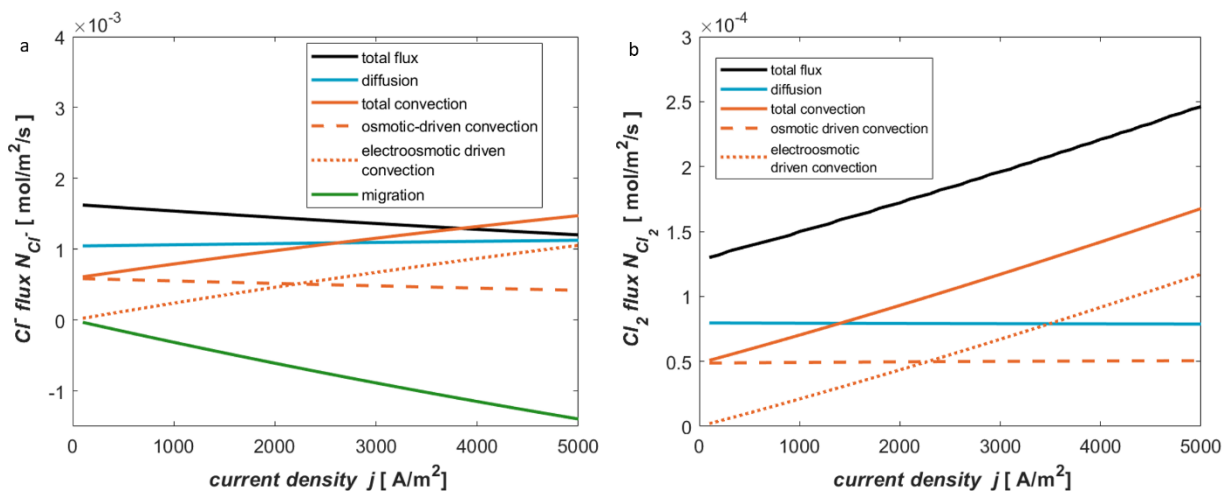 a
×10⁻³
4
3
2
1
0
-1
Cl⁻ flux N_Cl⁻ [ mol/m²/s]
total flux
diffusion
total convection
osmotic-driven convection
electroosmotic driven
convection
migration
0
1000
2000
3000
4000
5000
current density j [ A/m²]
b
×10⁻⁴
3
2.5
2
1.5
1
0.5
0
Cl₂ flux N_Cl₂ [ mol/m²/s]
total flux
diffusion
total convection
osmotic driven convection
electroosmotic
driven convection
0
1000
2000
3000
4000
5000
current density j [ A/m²]